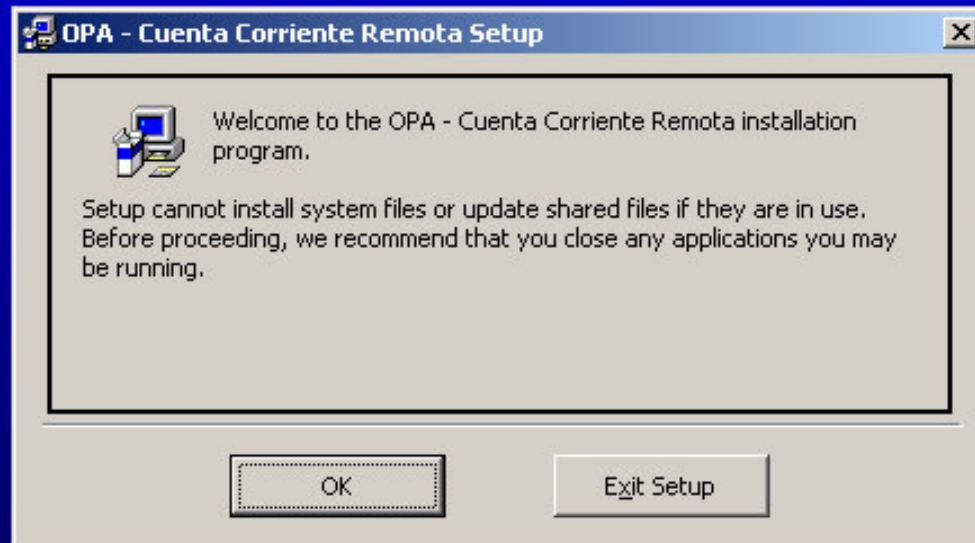 OPA - Cuenta Corriente Remota Setup
Welcome to the OPA - Cuenta Corriente Remota installation
program.
Setup cannot install system files or update shared files if they are in use.
Before proceeding, we recommend that you close any applications you may
be running.
OK
Exit Setup